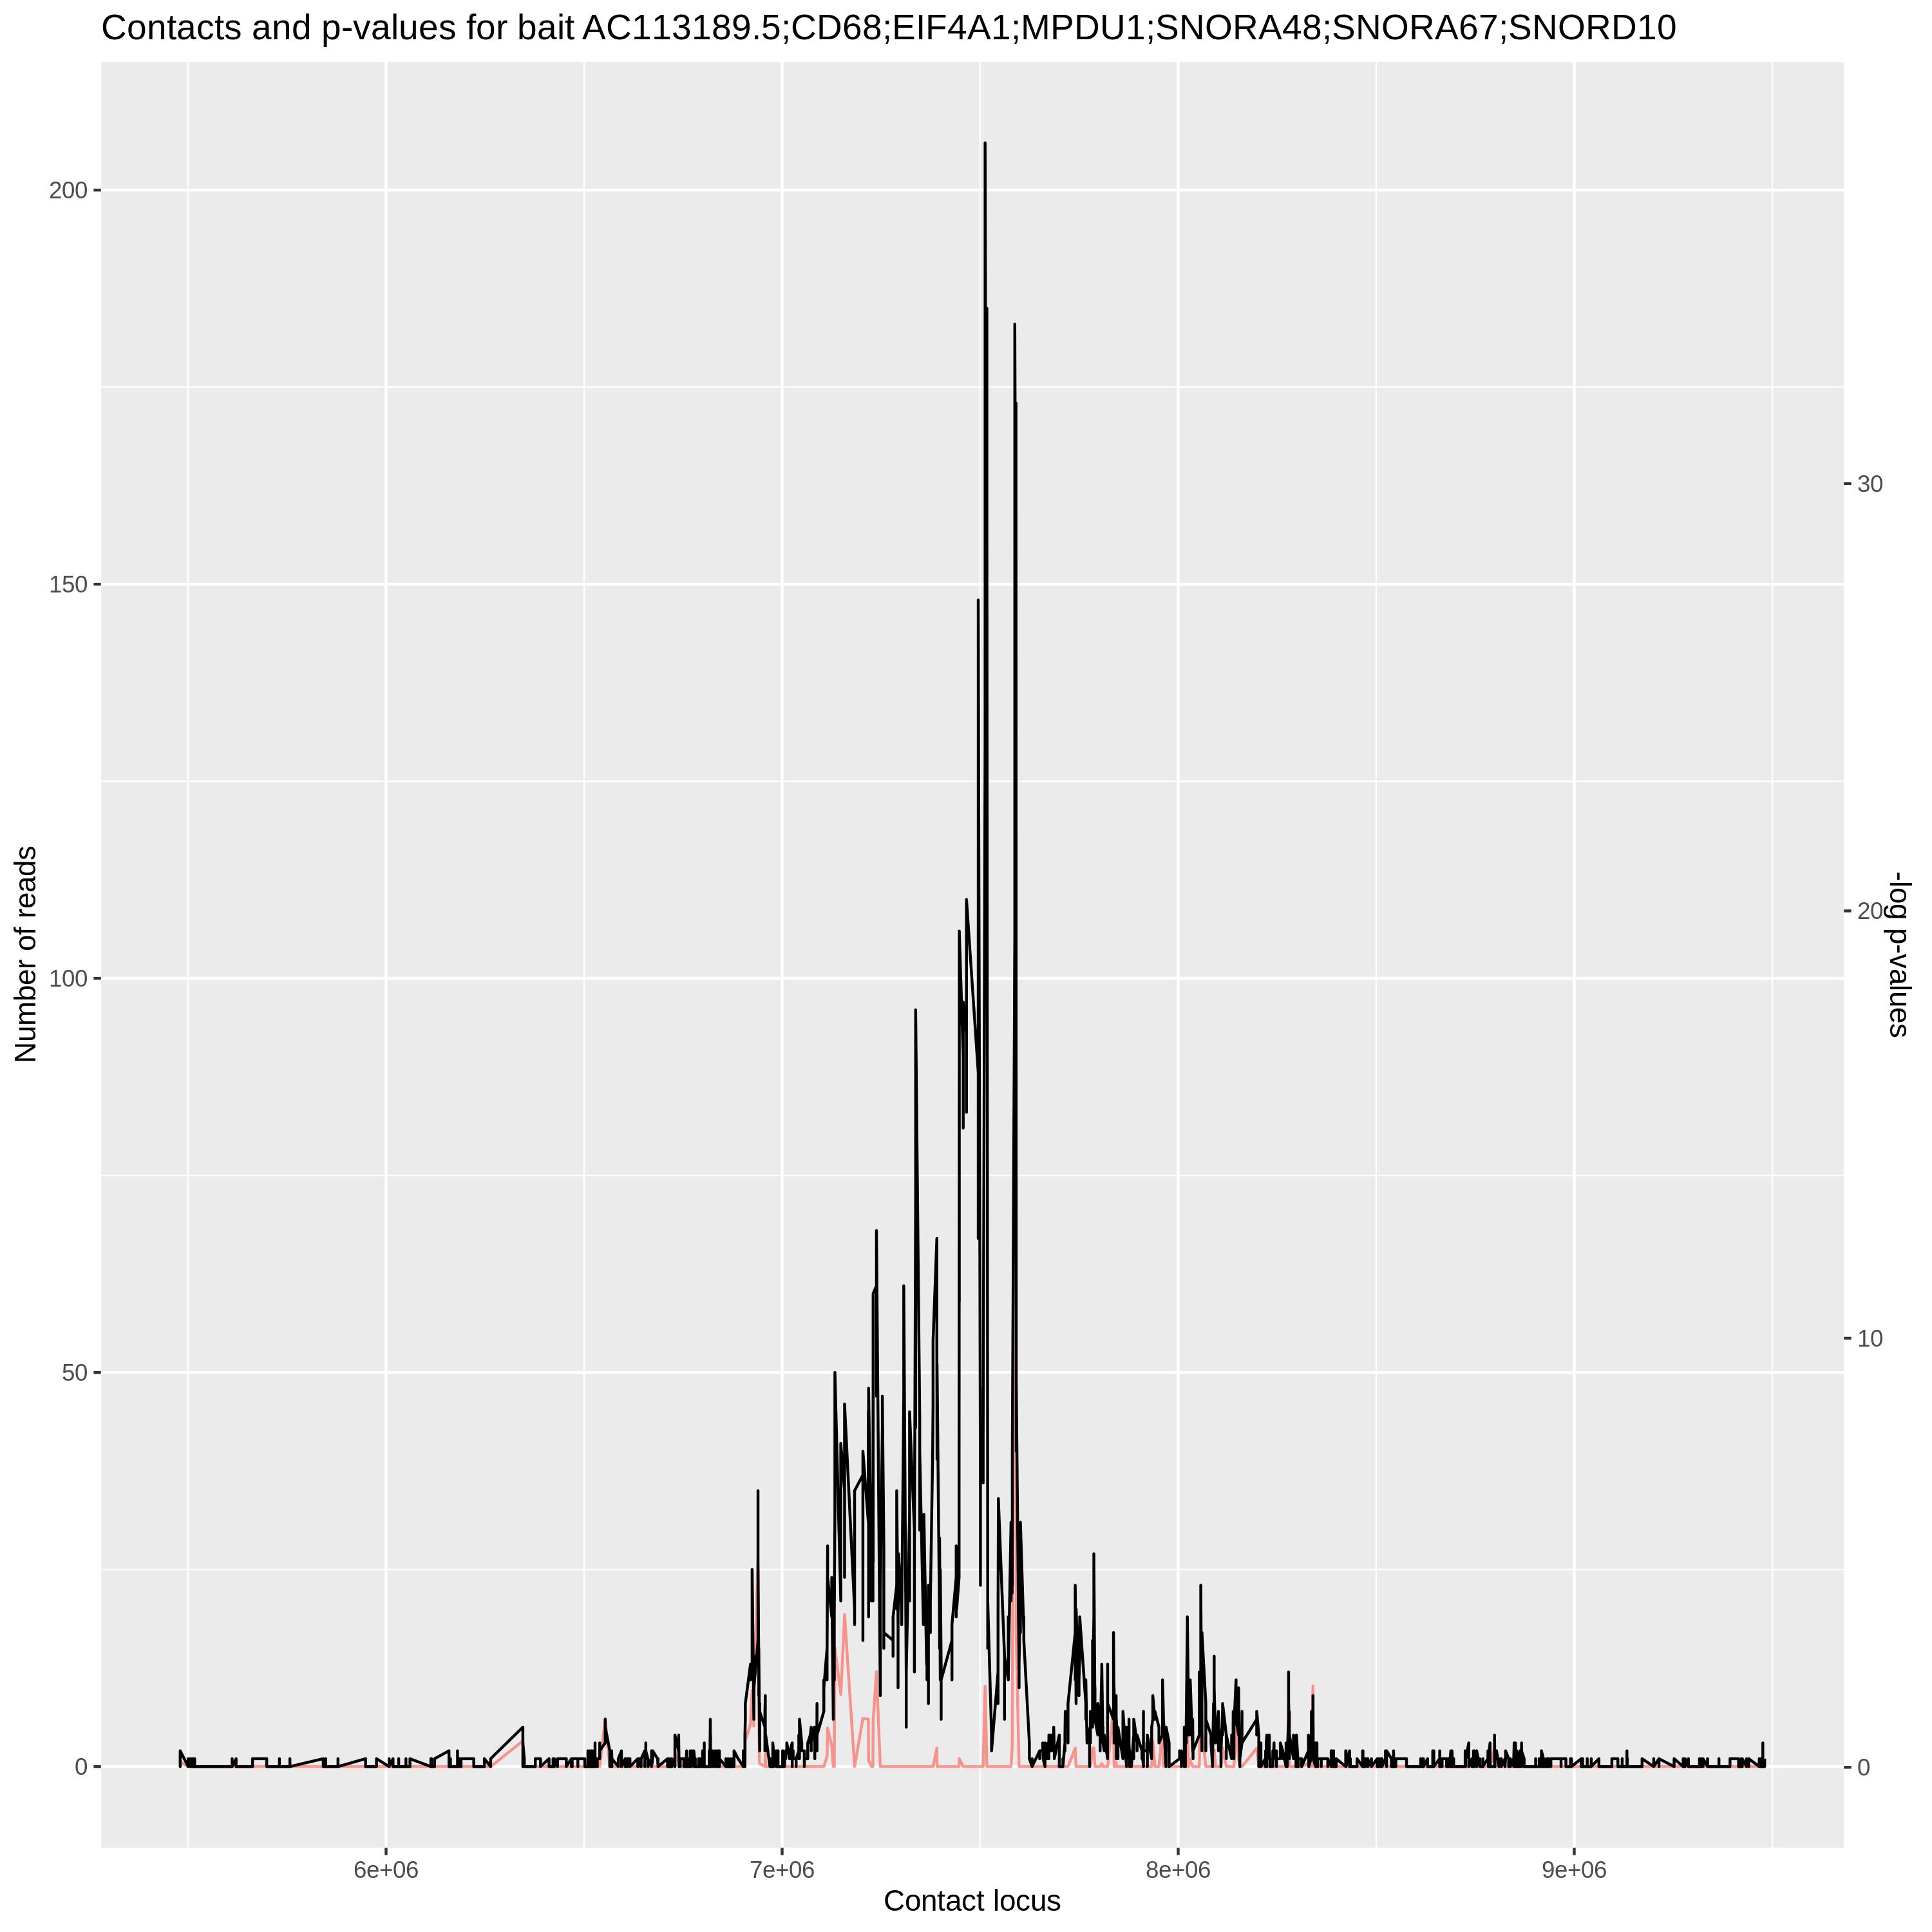 Contacts and p-values for bait AC113189.5;CD68;EIF4A1;MPDU1;SNORA48;SNORA67;SNORD10
200
150
100
50
0
Number of reads
30
20
10
0
-log p-values
6e+06
7e+06
8e+06
9e+06
Contact locus